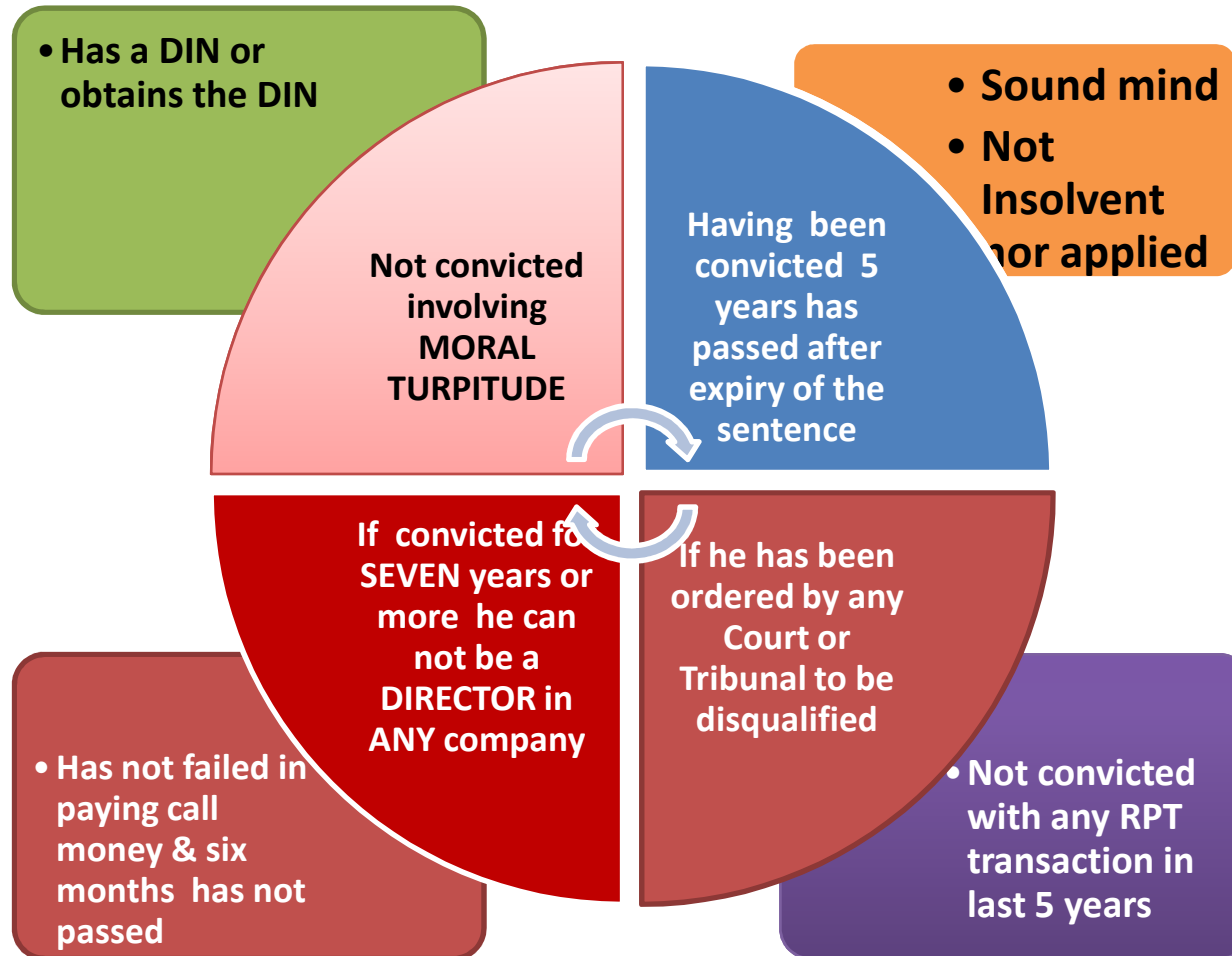 • Has a DIN or
obtains the DIN
• Sound mind
• Not
Insolvent
nor applied
Not convicted
involving
MORAL
TURPITUDE
Having been
convicted 5
years has
passed after
expiry of the
sentence
If convicted for
SEVEN years or
more he can
not be a
DIRECTOR in
ANY company
If he has been
ordered by any
Court or
Tribunal to be
disqualified
• Has not failed in
paying call
money & six
months has not
passed
• Not convicted
with any RPT
transaction in
last 5 years